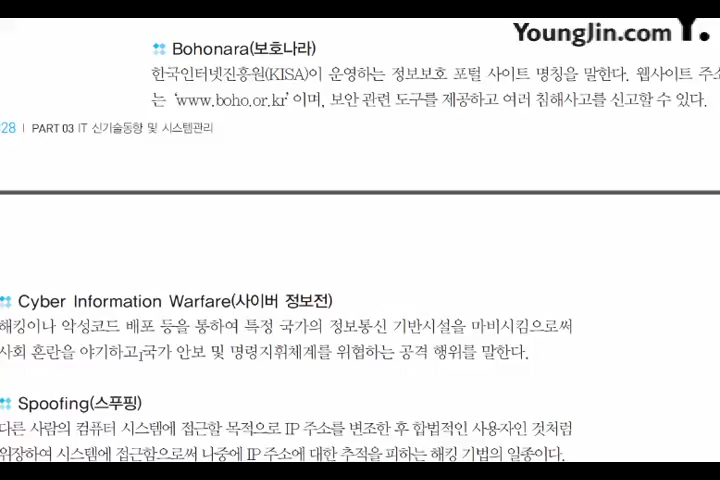 YoungJin.com Y.
Bohonara(보호나라)
한국인터넷진흥원(KISA)이 운영하는 정보보호 포털 사이트 명칭을 말한다. 웹사이트 주소
는 ‘www.boho.or.kr’이며, 보안 관련 도구를 제공하고 여러 침해사고를 신고할 수 있다.
28 | PART 03 IT 신기술동향 및 시스템관리
Cyber Information Warfare(사이버 정보전)
해킹이나 악성코드 배포 등을 통하여 특정 국가의 정보통신 기반시설을 마비시킴으로써
사회 혼란을 야기하고 국가 안보 및 명령지휘체계를 위협하는 공격 행위를 말한다.
Spoofing(스푸핑)
다른 사람의 컴퓨터 시스템에 접근할 목적으로 IP 주소를 변조한 후 합법적인 사용자인 것처럼
위장하여 시스템에 접근함으로써 나중에 IP 주소에 대한 추적을 피하는 해킹 기법의 일종이다.